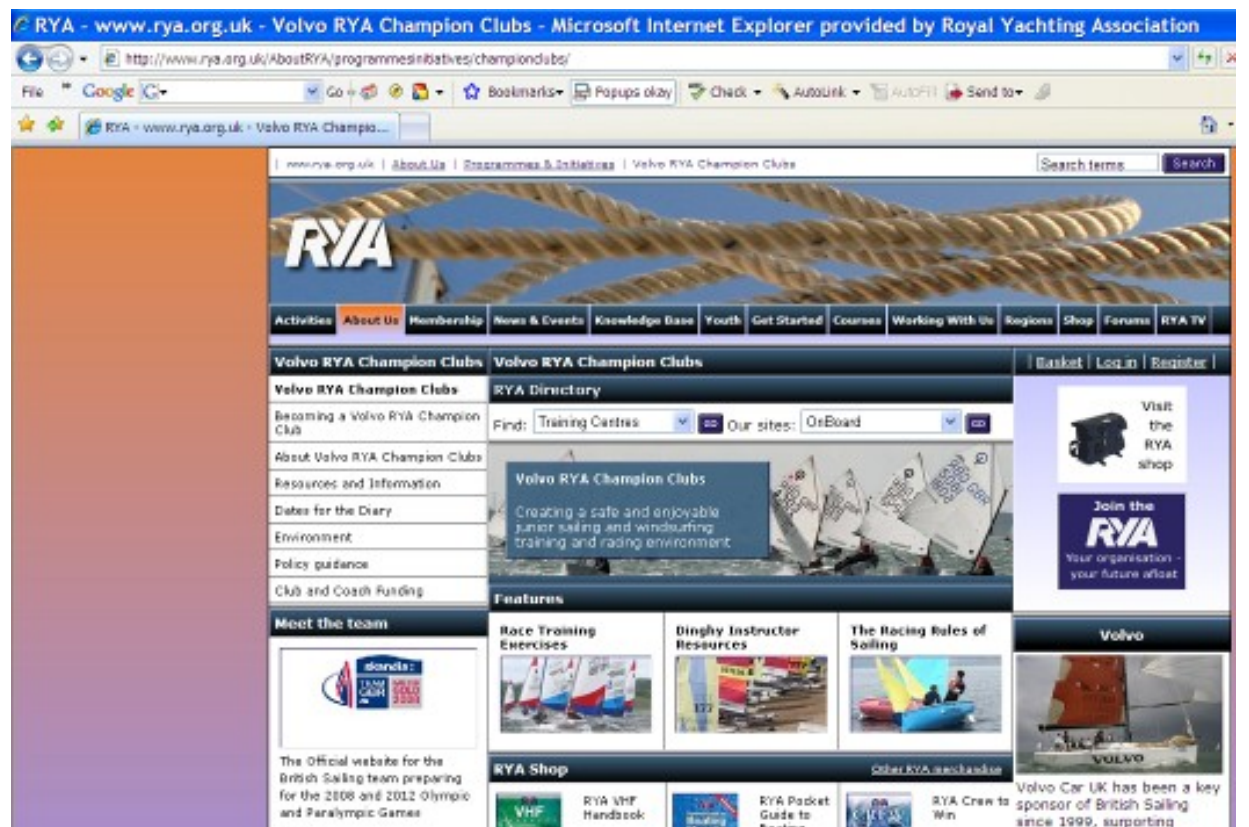 RYA - www.rya.org.uk - Volvo RYA Champion Clubs - Microsoft Internet Explorer provided by Royal Yachting Association
http://www.rya.org.uk/AboutRYA/programmesinitiatives/championclubs/
File Google Go Bookmarks Popups okay Check AutoLink AutoFill Send to
RYA - www.rya.org.uk - Volvo RYA Champio...
| www.rya.org.uk | About Us | Programmes & Initiatives | Volvo RYA Champion Clubs
Search terms Search
RYA
Activities About Us Membership News & Events Knowledge Base Youth Get Started Courses Working With Us Regions Shop Forums RYA TV
Volvo RYA Champion Clubs
Volvo RYA Champion Clubs
Becoming a Volvo RYA Champion
Club
About Volvo RYA Champion Clubs
Resources and Information
Dates for the Diary
Environment
Policy guidance
Club and Coach Funding
Meet the team
skandia:
TEAM
GBR
The Official website for the
British Sailing team preparing
for the 2008 and 2012 Olympic
and Paralympic Games
Volvo RYA Champion Clubs
RYA Directory
Find: Training Centres GO Our sites: OnBoard GO
Volvo RYA Champion Clubs
Creating a safe and enjoyable
junior sailing and windsurfing
training and racing environment
Features
Race Training
Exercises
Dinghy Instructor
Resources
177
The Racing Rules of
Sailing
RYA Shop Other RYA merchandise
VHF
RYA VHF
Handbook
Boating
RYA Pocket
Guide to
RYA Crew to
Win
| Basket | Log in | Register |
Visit
the
RYA
shop
Join the
RYA
Your organisation -
your future afloat
Volvo
VOLVO
Volvo Car UK has been a key
sponsor of British Sailing
since 1999, supporting